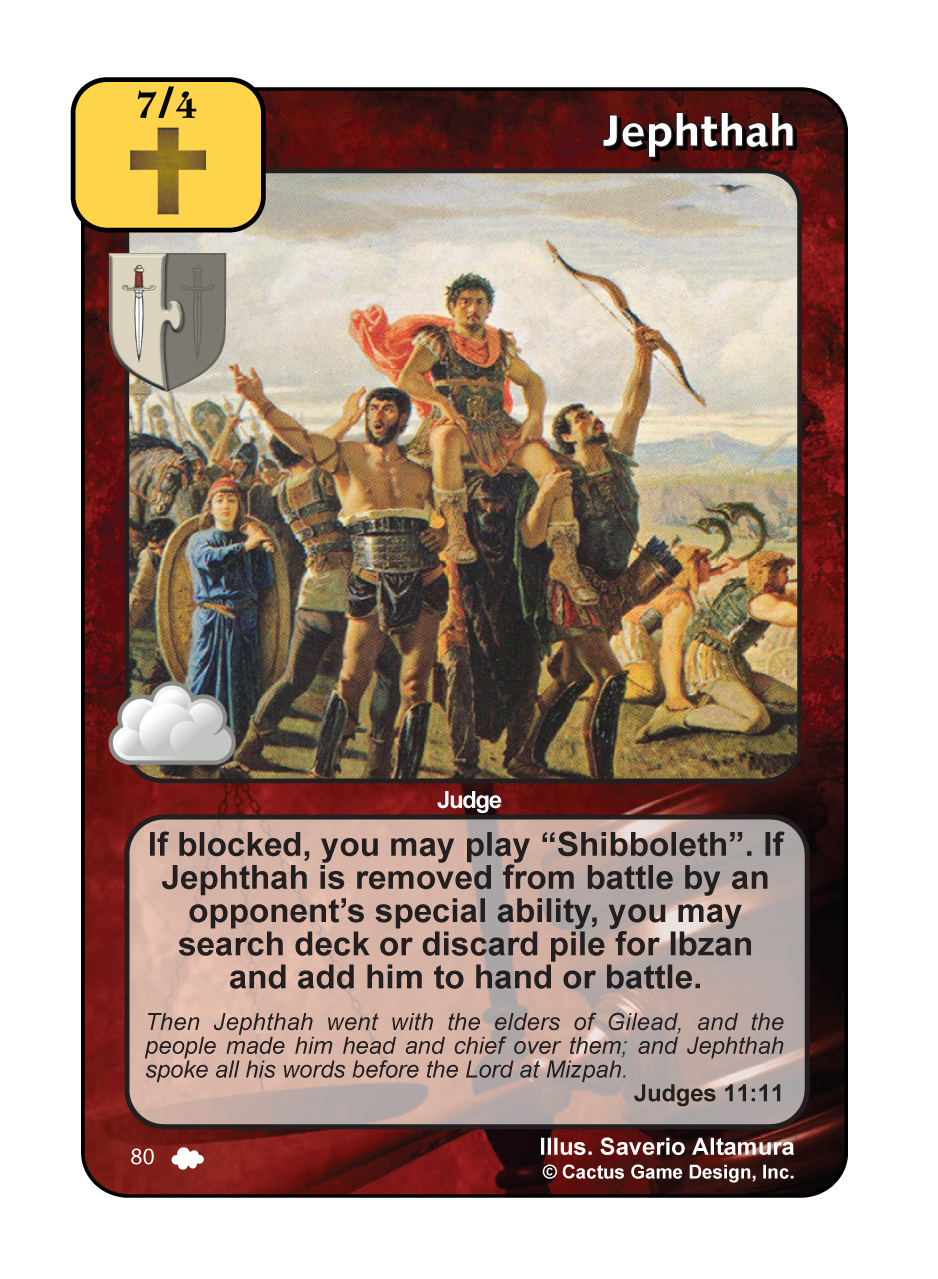 7/4
Jephthah
Judge
If blocked, you may play “Shibboleth”. If
Jephthah is removed from battle by an
opponent’s special ability, you may
search deck or discard pile for Ibzan
and add him to hand or battle.
Then Jephthah went with the elders of Gilead, and the
people made him head and chief over them; and Jephthah
spoke all his words before the Lord at Mizpah.
Judges 11:11
80
Illus. Saverio Altamura
© Cactus Game Design, Inc.